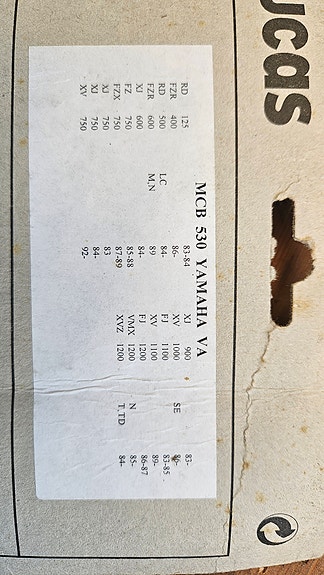 ucas
MCB 530 YAMAHA VA
RD 125 83-84 XJ 900 83-
FZR 400 86- XV 1000 SE 86-
RD 500 LC 84- FJ 1100 83-85
FZR 600 M,N 89 XV 1100 89-
XJ 600 84- FJ 1200 86-87
FZ 750 85-88 VMX 1200 N 85-
FZX 750 87-89 XVZ 1200 T,TD 84-
XJ 750 83
XJ 750 84-
XV 750 92-